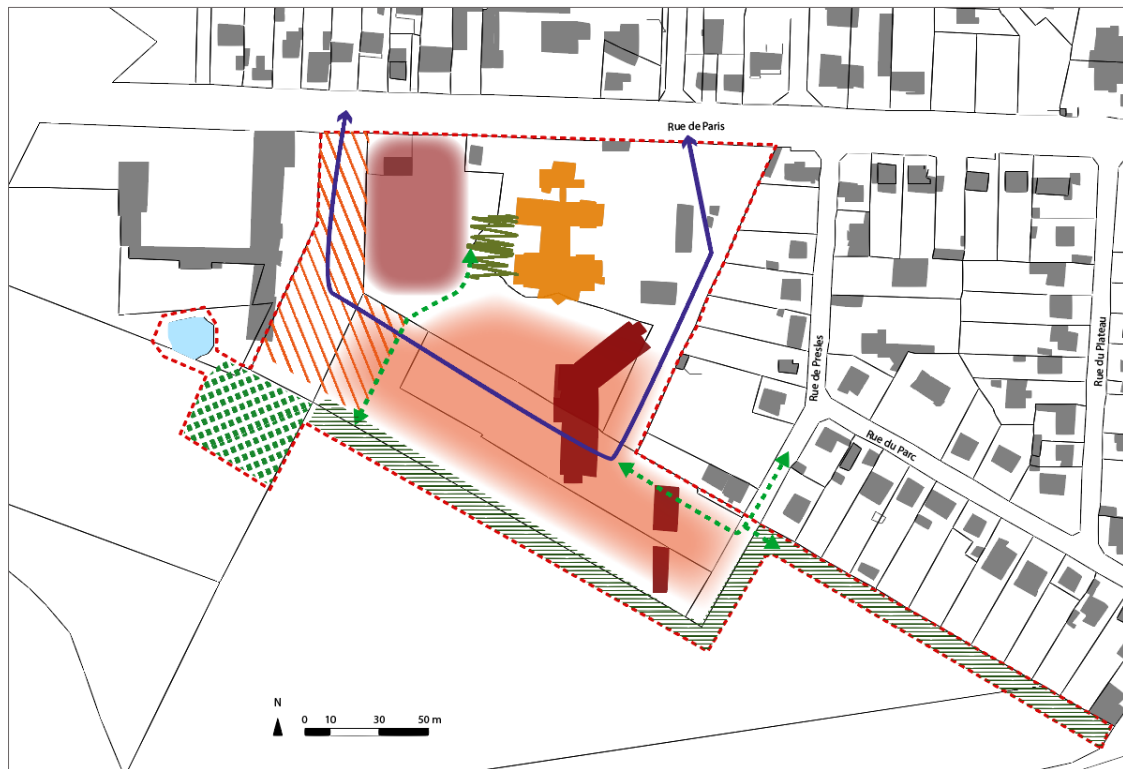 Rue de Paris
Rue de Presles
Rue du Plateau
Rue du Parc
N
0 10 30 50 m